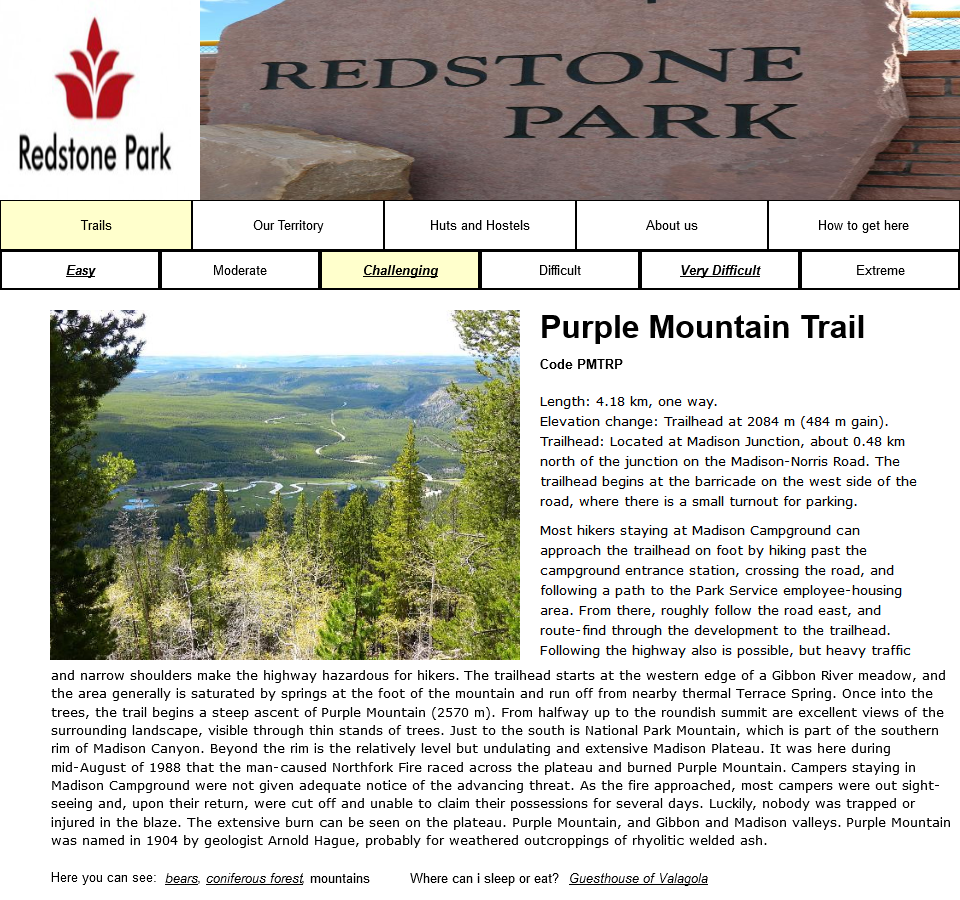 Redstone Park
REDSTONE
PARK
Trails
Our Territory
Huts and Hostels
About us
How to get here
Easy
Moderate
Challenging
Difficult
Very Difficult
Extreme
Purple Mountain Trail
Code PMTRP
Length: 4.18 km, one way.
Elevation change: Trailhead at 2084 m (484 m gain).
Trailhead: Located at Madison Junction, about 0.48 km
north of the junction on the Madison-Norris Road. The
trailhead begins at the barricade on the west side of the
road, where there is a small turnout for parking.
Most hikers staying at Madison Campground can
approach the trailhead on foot by hiking past the
campground entrance station, crossing the road, and
following a path to the Park Service employee-housing
area. From there, roughly follow the road east, and
route-find through the development to the trailhead.
Following the highway also is possible, but heavy traffic
and narrow shoulders make the highway hazardous for hikers. The trailhead starts at the western edge of a Gibbon River meadow, and
the area generally is saturated by springs at the foot of the mountain and run off from nearby thermal Terrace Spring. Once into the
trees, the trail begins a steep ascent of Purple Mountain (2570 m). From halfway up to the roundish summit are excellent views of the
surrounding landscape, visible through thin stands of trees. Just to the south is National Park Mountain, which is part of the southern
rim of Madison Canyon. Beyond the rim is the relatively level but undulating and extensive Madison Plateau. It was here during
mid-August of 1988 that the man-caused Northfork Fire raced across the plateau and burned Purple Mountain. Campers staying in
Madison Campground were not given adequate notice of the advancing threat. As the fire approached, most campers were out sight-
seeing and, upon their return, were cut off and unable to claim their possessions for several days. Luckily, nobody was trapped or
injured in the blaze. The extensive burn can be seen on the plateau. Purple Mountain, and Gibbon and Madison valleys. Purple Mountain
was named in 1904 by geologist Arnold Hague, probably for weathered outcroppings of rhyolitic welded ash.
Here you can see: bears, coniferous forest, mountains
Where can i sleep or eat? Guesthouse of Valagola